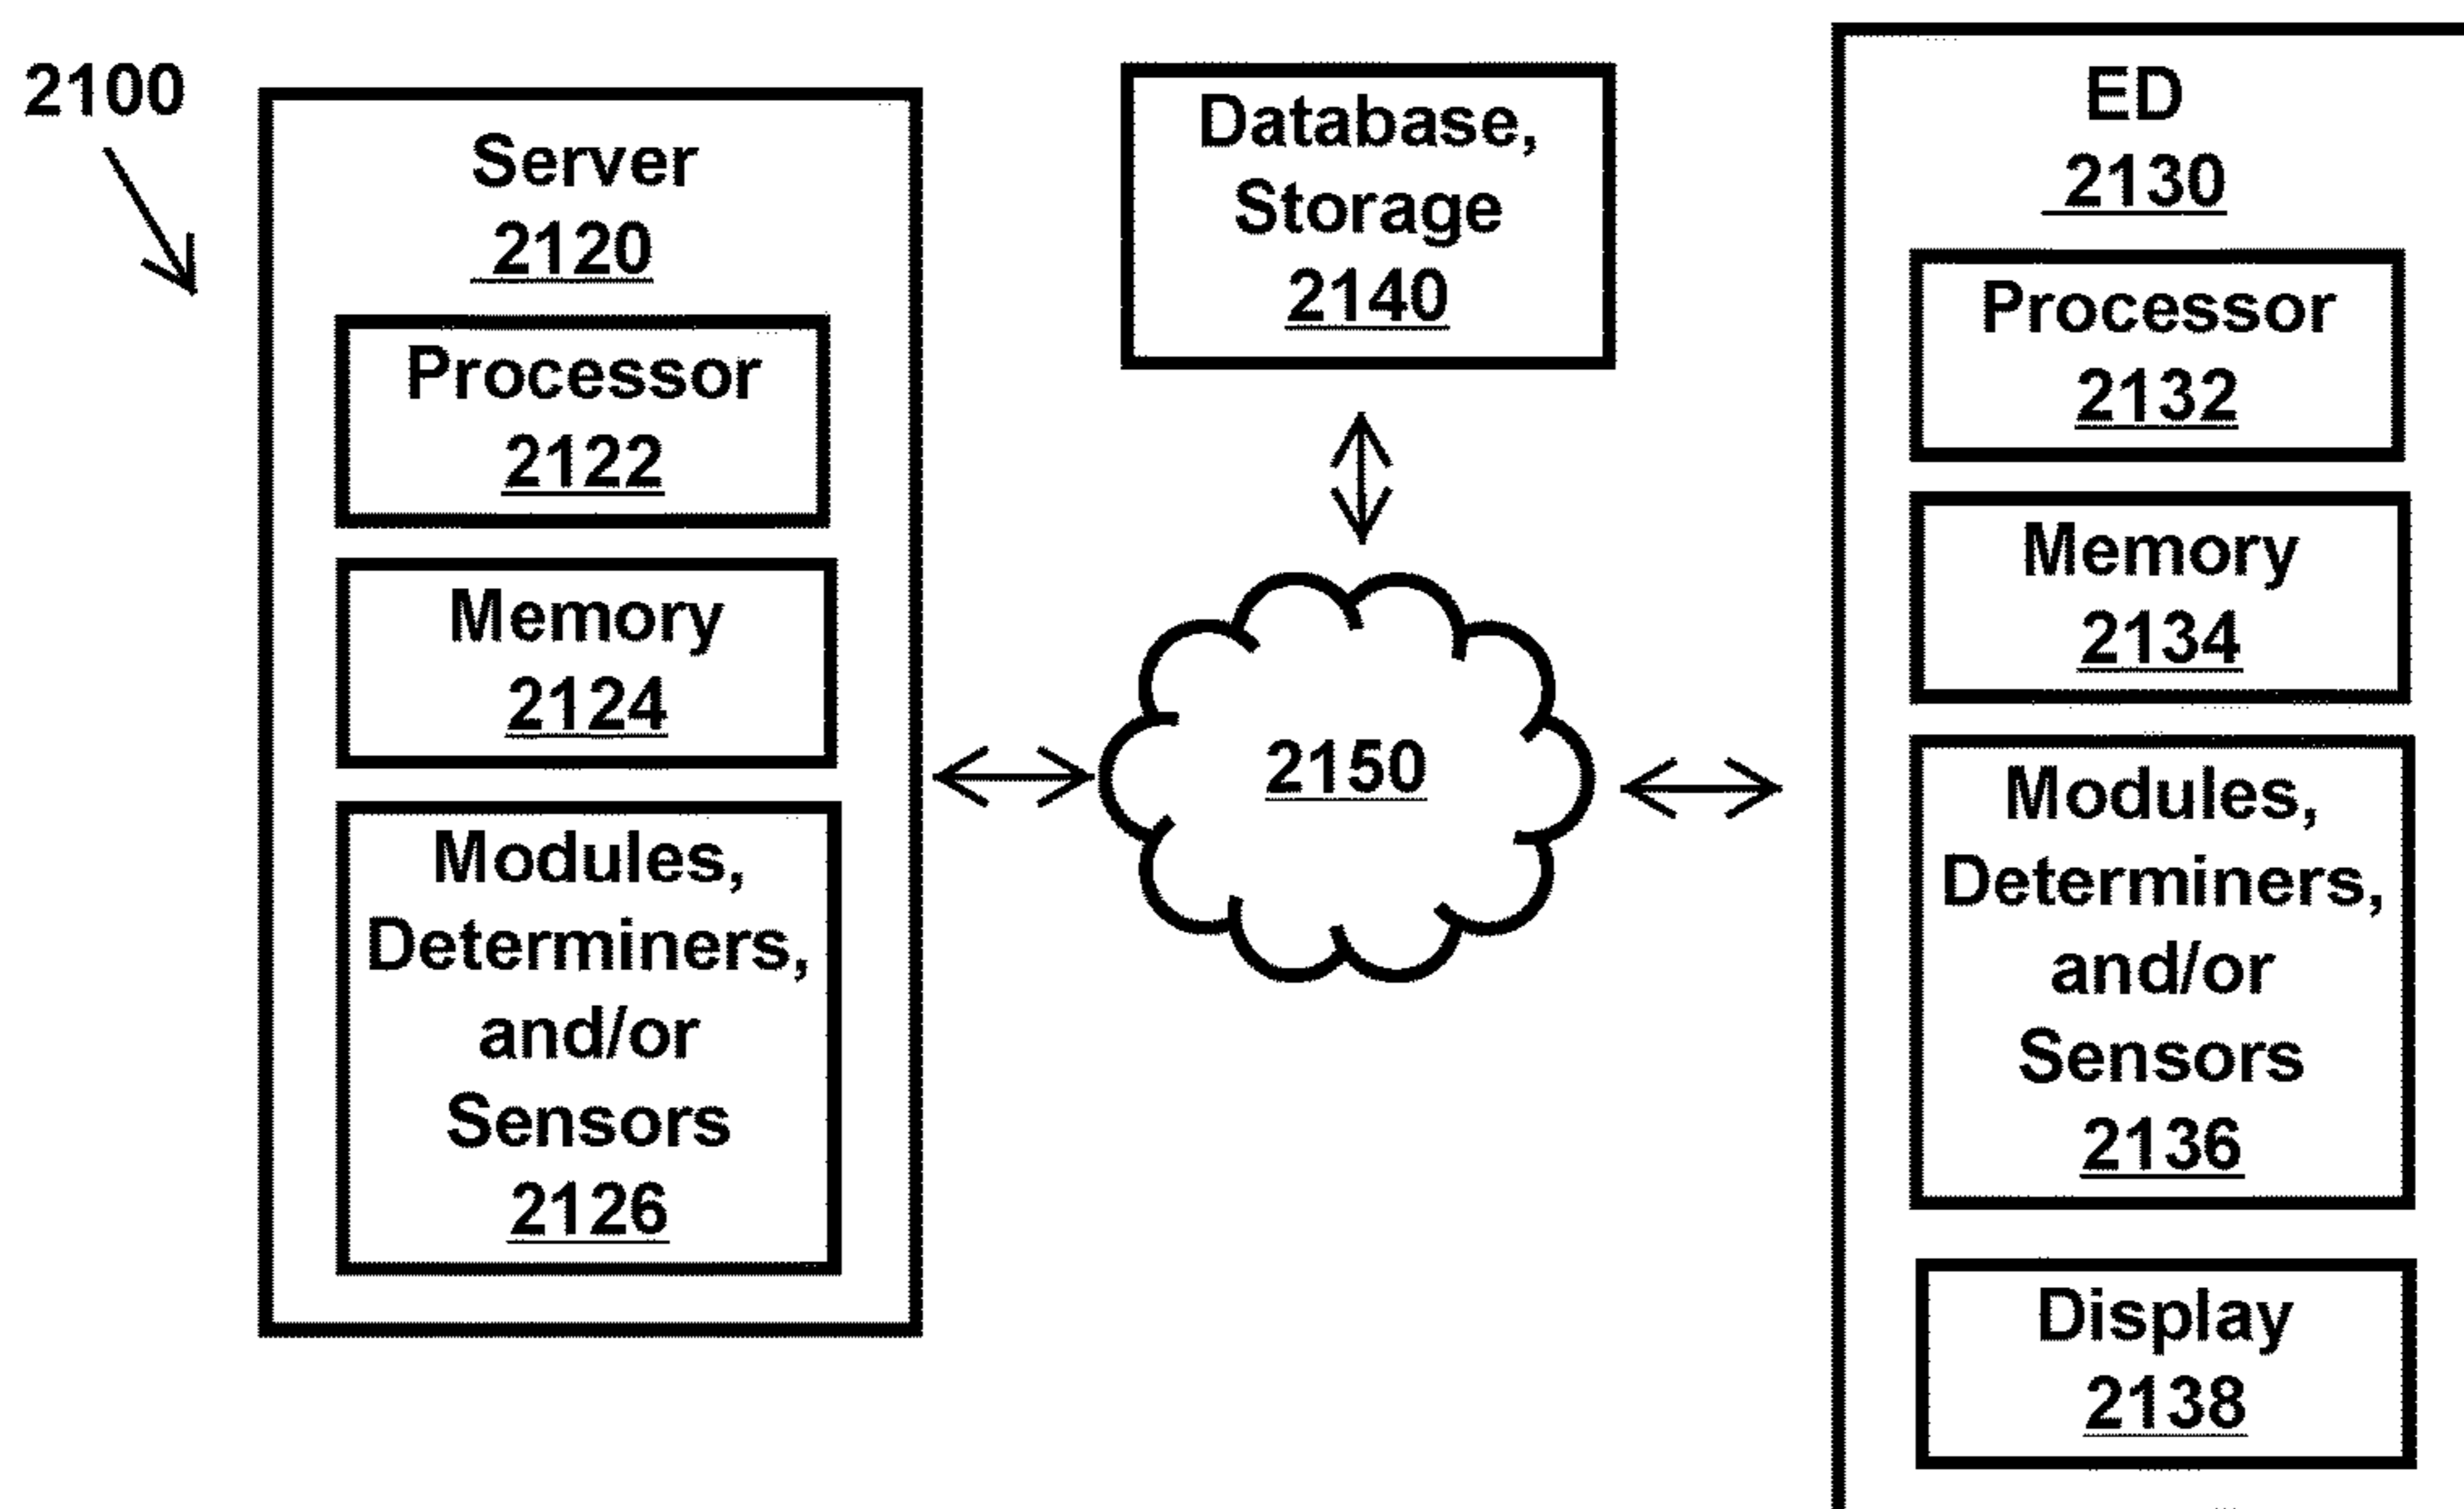 2100
Server
2120
Processor
2122
Memory
2124
Modules,
Determiners,
and/or
Sensors
2126
Database,
Storage
2140
2150
ED
2130
Processor
2132
Memory
2134
Modules,
Determiners,
and/or
Sensors
2136
Display
2138